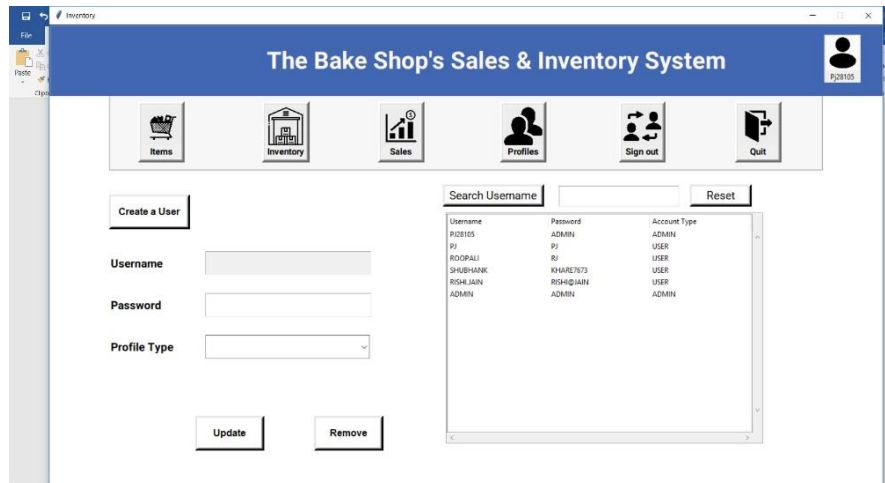 Inventory
File
The Bake Shop's Sales & Inventory System
Paste
Pj28105
Items Inventory Sales Profiles Sign out Quit
Search Username Reset
Create a User
Username Password Account Type
PJ28105 ADMIN ADMIN
PJ PJ USER
ROOPALI RJ USER
SHUBHANK KHARE7673 USER
RISHI.JAIN RISHI@JAIN USER
ADMIN ADMIN ADMIN
Username
Password
Profile Type
Update Remove